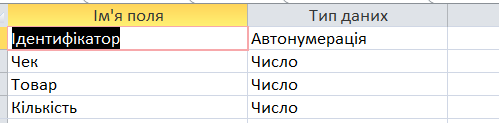 Ім'я поля Тип даних
Ідентифікатор Автонумерація
Чек Число
Товар Число
Кількість Число